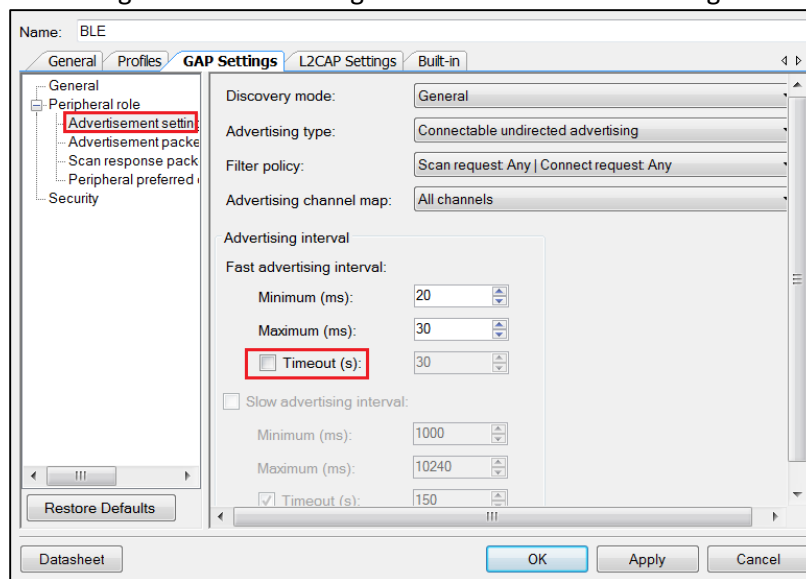 Name: BLE
General Profiles GAP Settings L2CAP Settings Built-in
General
Peripheral role
Advertisement settin
Advertisement packe
Scan response pack
Peripheral preferred
Security
Discovery mode: General
Advertising type: Connectable undirected advertising
Filter policy: Scan request: Any | Connect request: Any
Advertising channel map: All channels
Advertising interval
Fast advertising interval:
Minimum (ms): 20
Maximum (ms): 30
Timeout (s): 30
Slow advertising interval:
Minimum (ms): 1000
Maximum (ms): 10240
Timeout (s): 150
Restore Defaults
Datasheet OK Apply Cancel